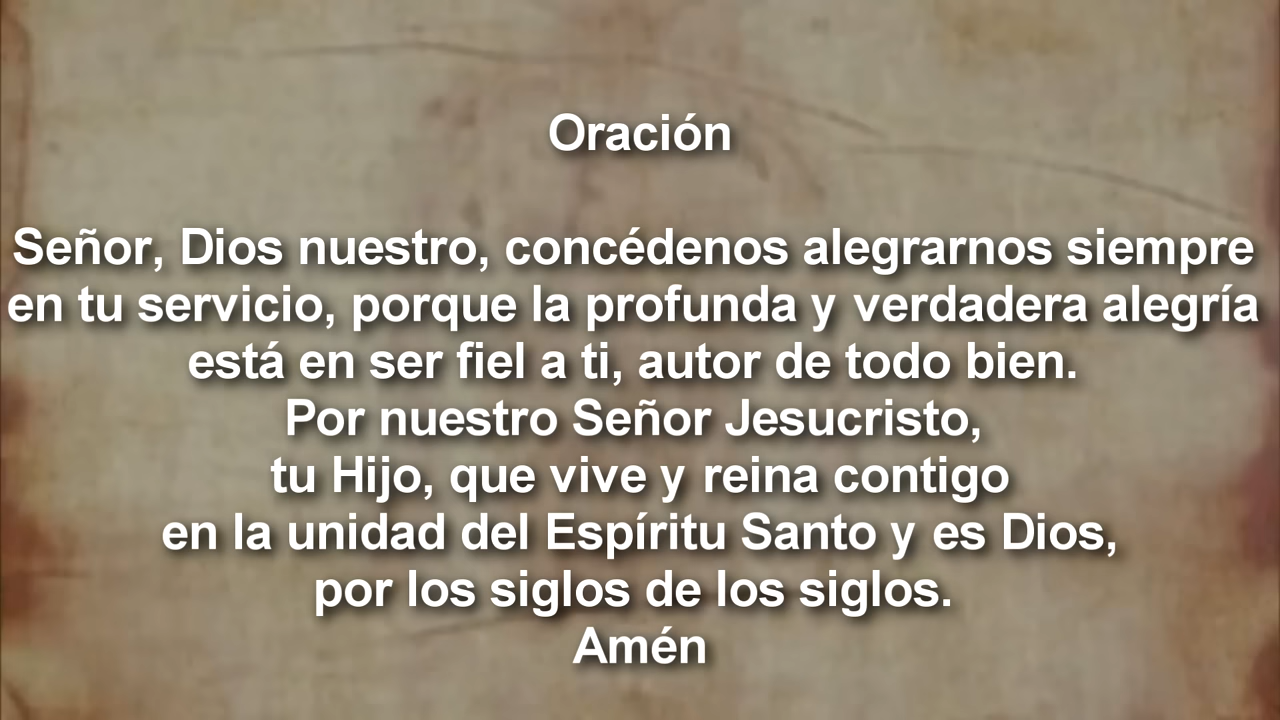 Oración
Señor, Dios nuestro, concédenos alegrarnos siempre
en tu servicio, porque la profunda y verdadera alegría
está en ser fiel a ti, autor de todo bien.
Por nuestro Señor Jesucristo,
tu Hijo, que vive y reina contigo
en la unidad del Espíritu Santo y es Dios,
por los siglos de los siglos.
Amén